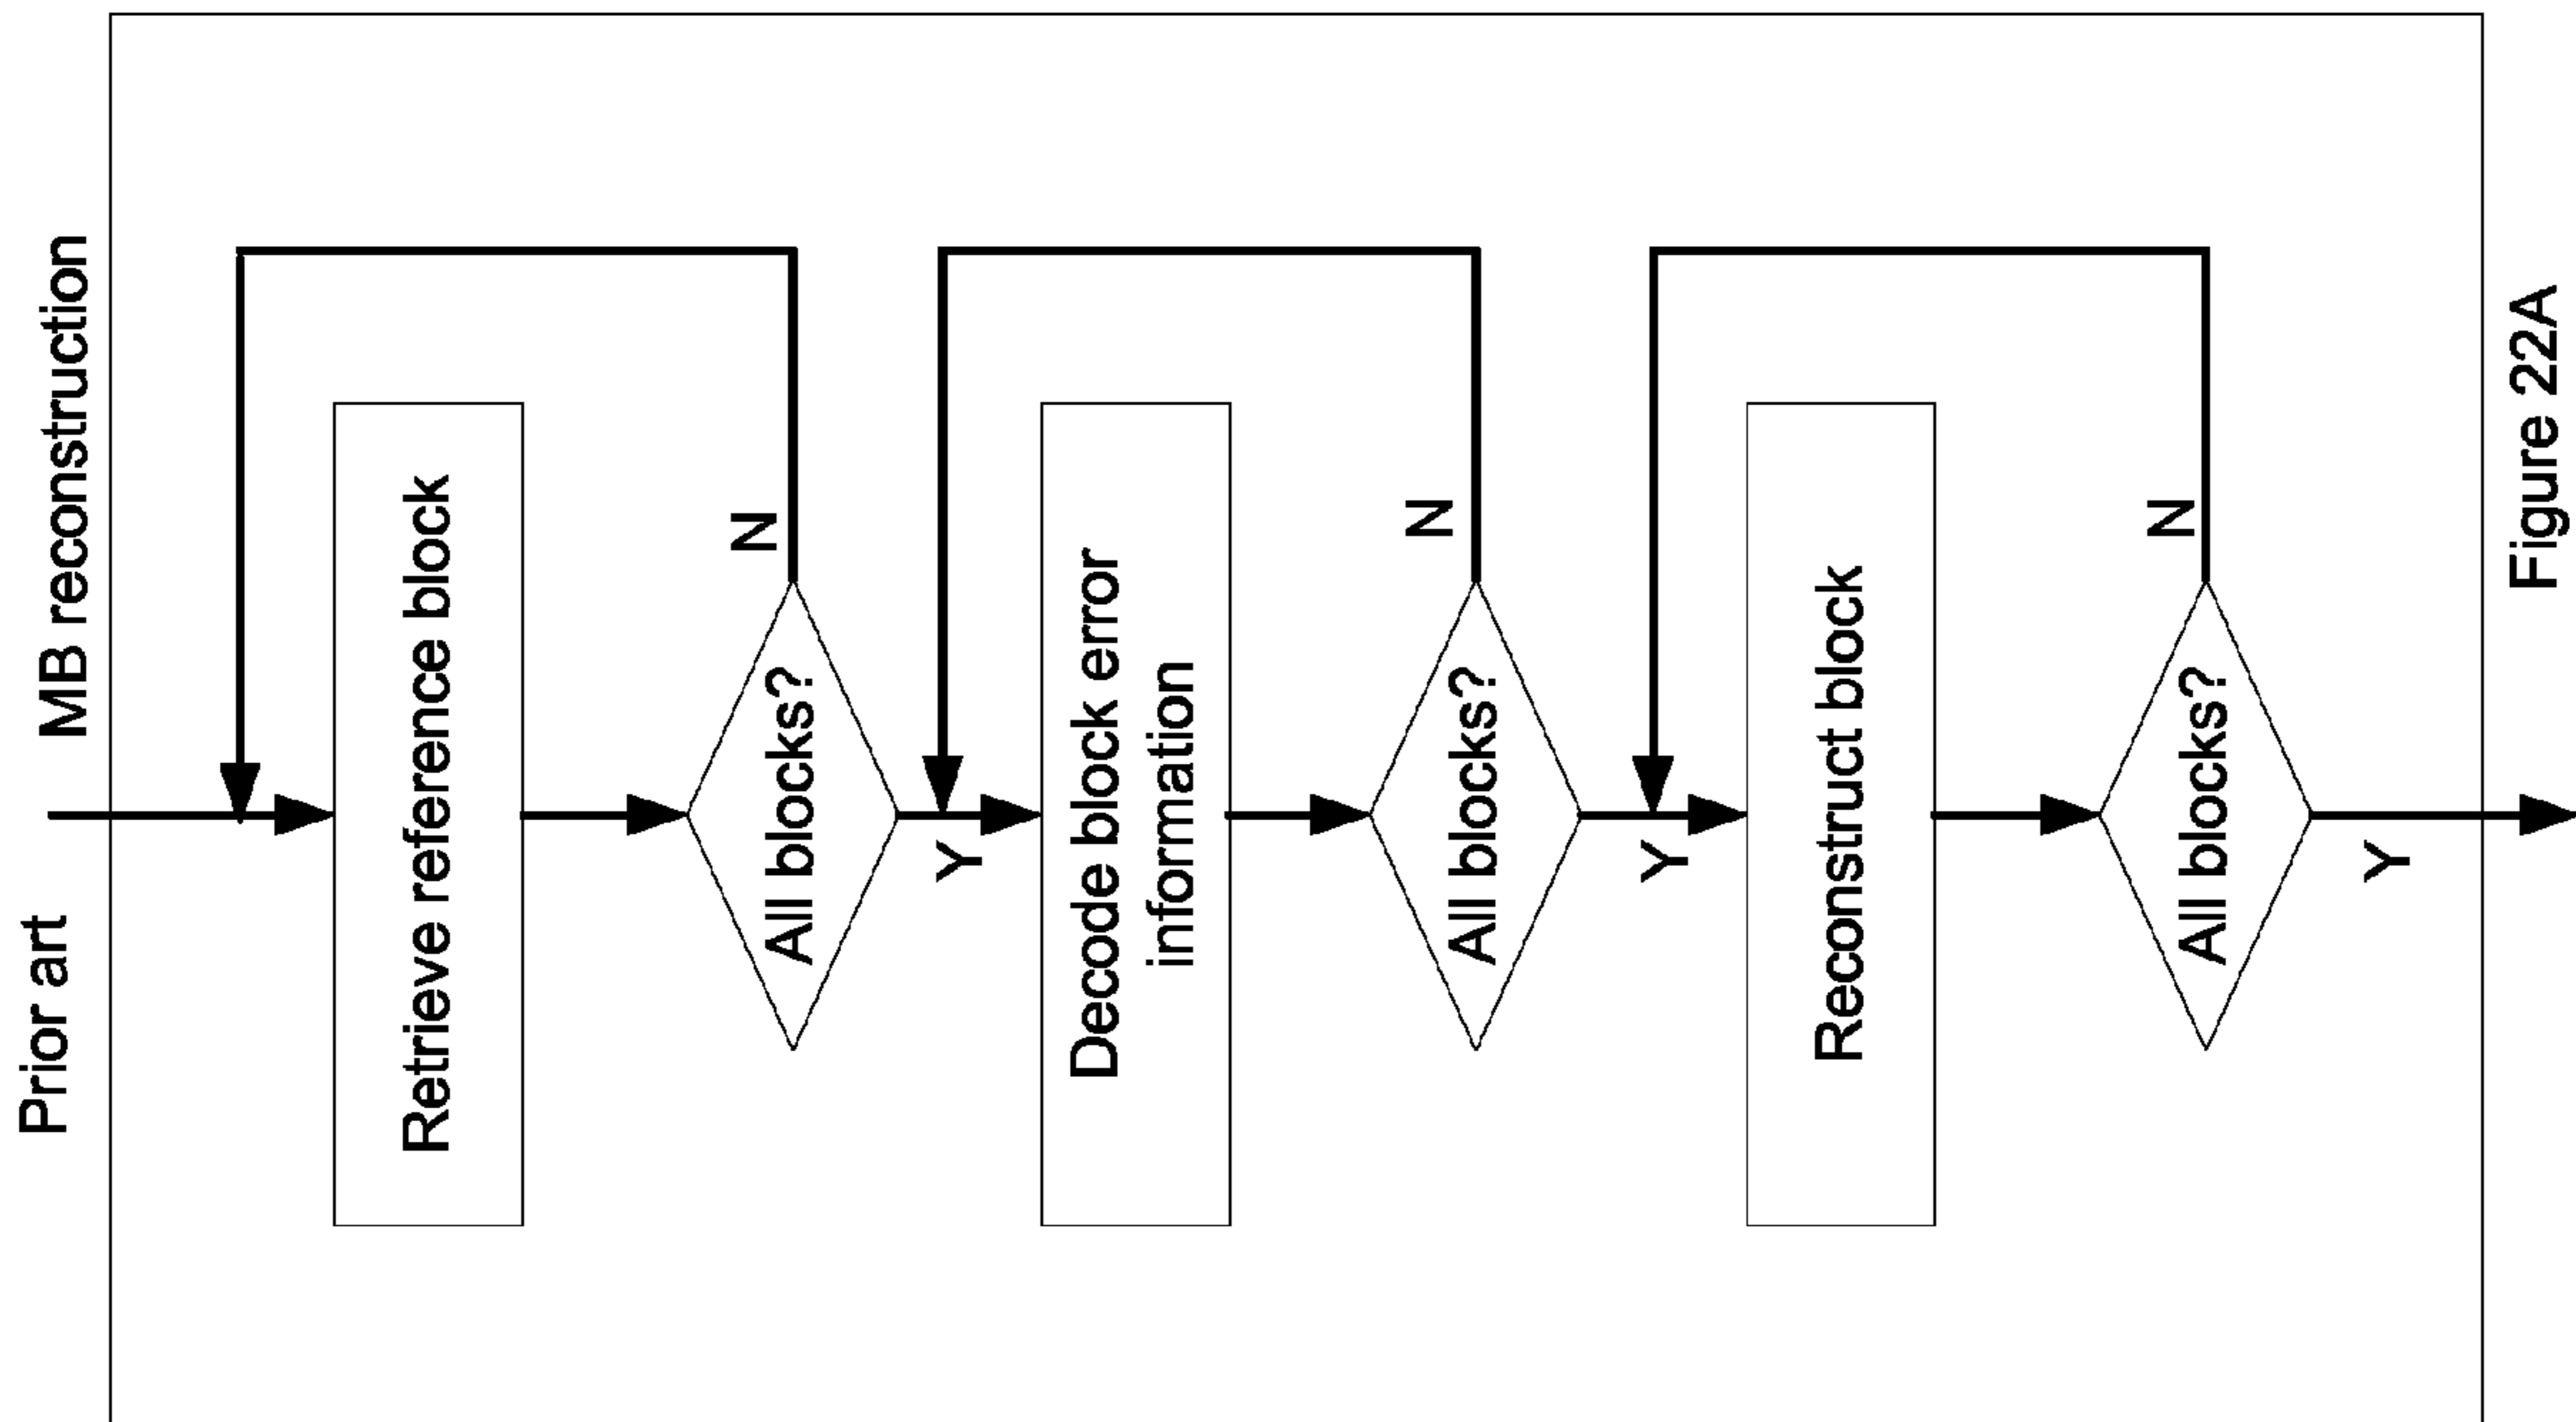 Prior art
MB reconstruction
Retrieve reference block
All blocks?
N
Y
Decode block error
information
All blocks?
N
Y
Reconstruct block
All blocks?
N
Y
Figure 22A